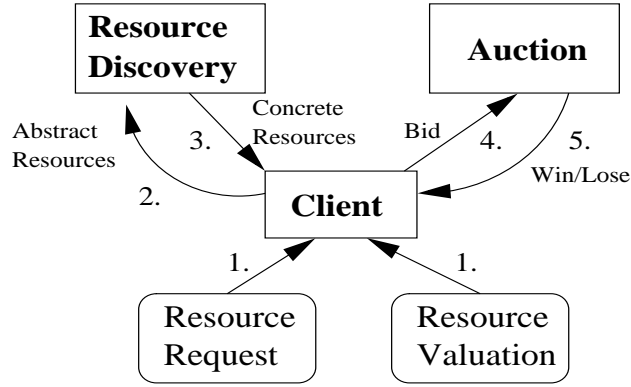 Resource
Discovery
Auction
Abstract
Resources
3.
Concrete
Resources
Bid
4.
5.
Win/Lose
2.
Client
1.
1.
Resource
Request
Resource
Valuation